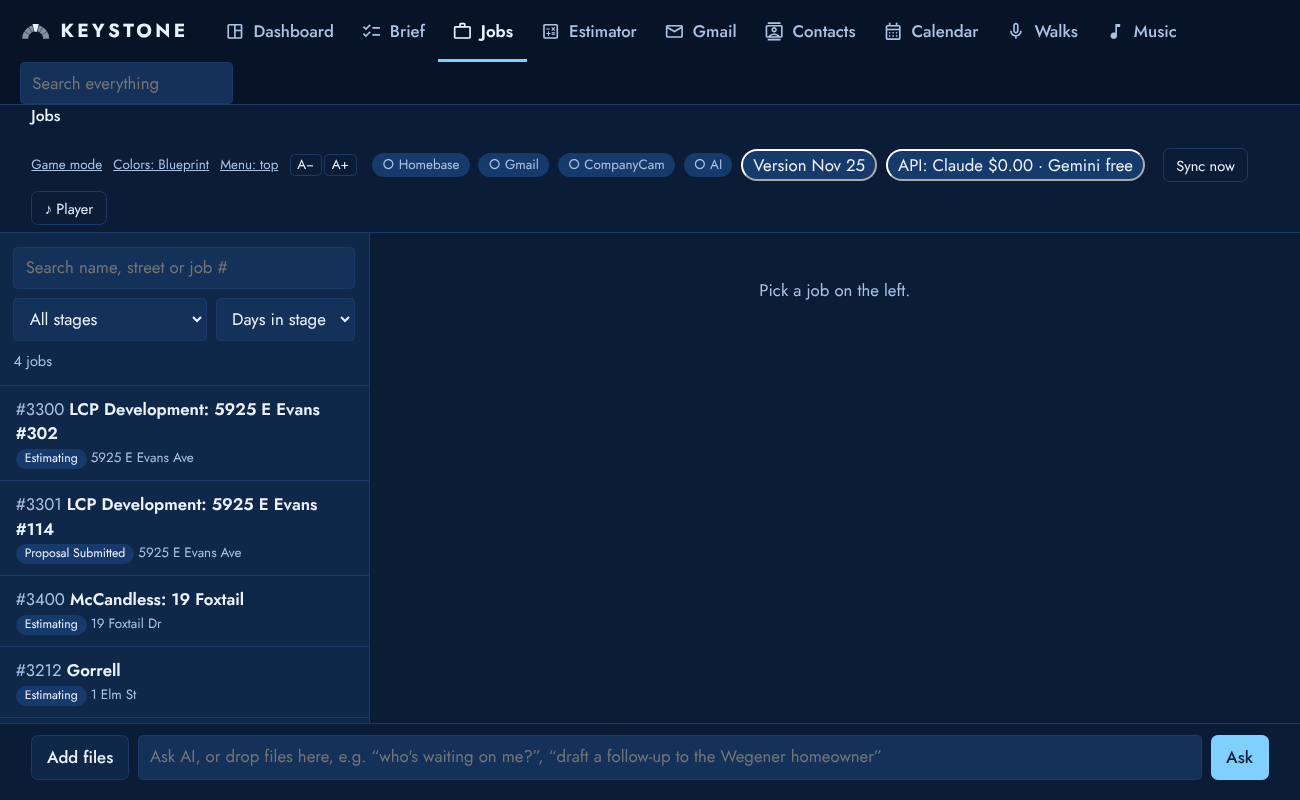 KEYSTONE Dashboard Brief Jobs Estimator Gmail Contacts Calendar Walks Music
Search everything
Jobs
Game mode Colors: Blueprint Menu: top A− A+ Homebase Gmail CompanyCam AI Version Nov 25 API: Claude $0.00 · Gemini free Sync now
♪ Player
Search name, street or job #
All stages Days in stage
4 jobs
Pick a job on the left.
#3300 LCP Development: 5925 E Evans
#302
Estimating 5925 E Evans Ave
#3301 LCP Development: 5925 E Evans
#114
Proposal Submitted 5925 E Evans Ave
#3400 McCandless: 19 Foxtail
Estimating 19 Foxtail Dr
#3212 Gorrell
Estimating 1 Elm St
Add files Ask AI, or drop files here, e.g. “who's waiting on me?”, “draft a follow-up to the Wegener homeowner” Ask